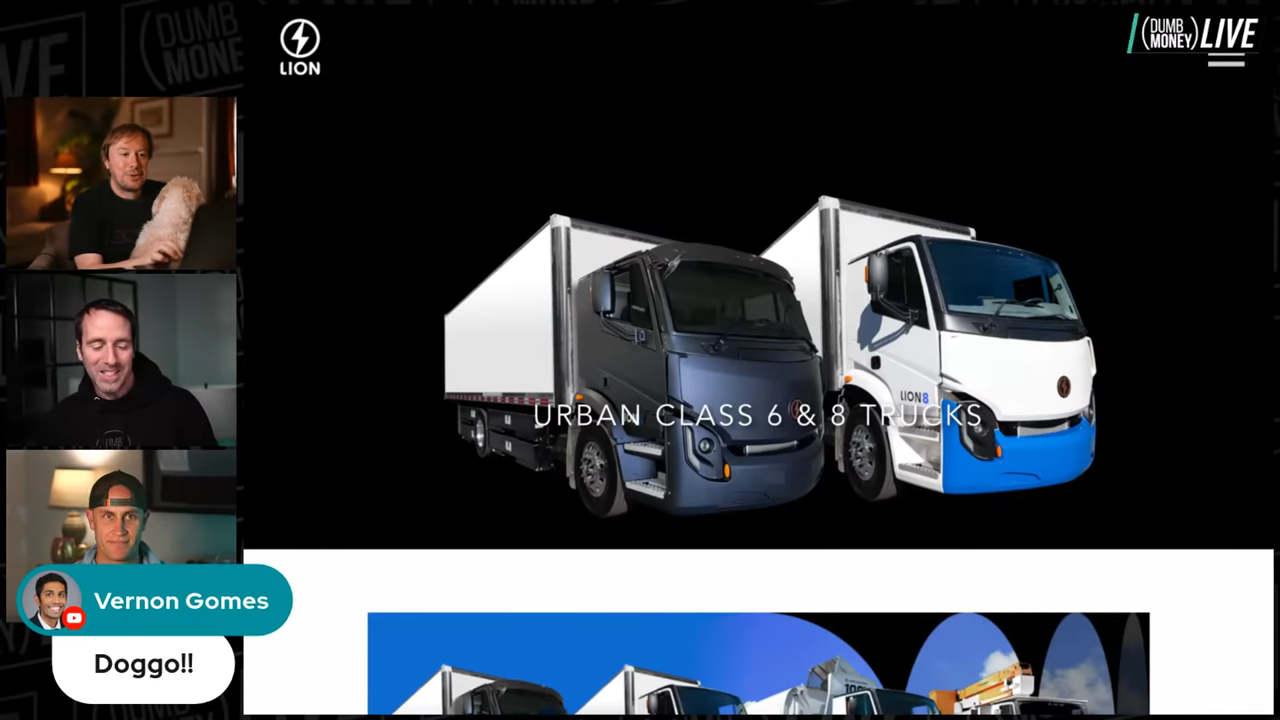 LION
(DUMB MONEY) LIVE
LION8
URBAN CLASS 6 & 8 TRUCKS
Vernon Gomes
Doggo!!